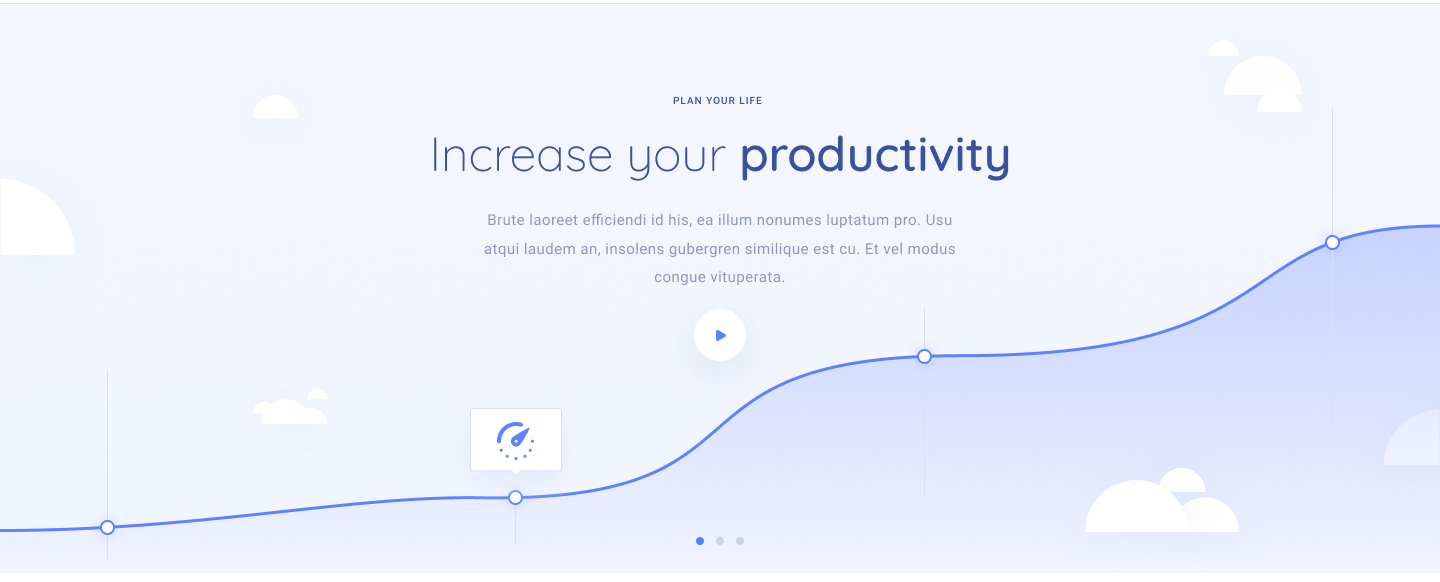 PLAN YOUR LIFE
Increase your productivity
Brute laoreet efficiendi id his, ea illum nonumes luptatum pro. Usu
atqui laudem an, insolens gubergren similique est cu. Et vel modus
congue vituperata.